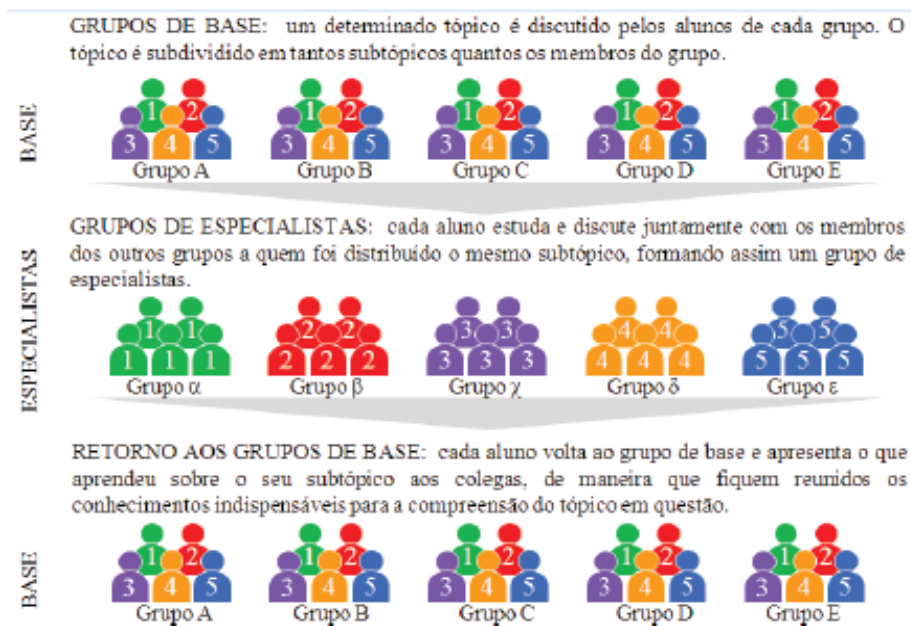 GRUPOS DE BASE: um determinado tópico é discutido pelos alunos de cada grupo. O
tópico é subdividido em tantos subtópicos quantos os membros do grupo.
BASE
1 2 1 2 1 2 1 2 1 2
3 4 5 3 4 5 3 4 5 3 4 5 3 4 5
Grupo A Grupo B Grupo C Grupo D Grupo E
GRUPOS DE ESPECIALISTAS: cada aluno estuda e discute juntamente com os membros
dos outros grupos a quem foi distribuído o mesmo subtópico, formando assim um grupo de
especialistas.
ESPECIALISTAS
1 1 2 2 3 3 4 4 5 5
1 1 1 2 2 2 3 3 3 4 4 4 5 5 5
Grupo α Grupo β Grupo χ Grupo δ Grupo ε
RETORNO AOS GRUPOS DE BASE: cada aluno volta ao grupo de base e apresenta o que
aprendeu sobre o seu subtópico aos colegas, de maneira que fiquem reunidos os
conhecimentos indispensáveis para a compreensão do tópico em questão.
BASE
1 2 1 2 1 2 1 2 1 2
3 4 5 3 4 5 3 4 5 3 4 5 3 4 5
Grupo A Grupo B Grupo C Grupo D Grupo E